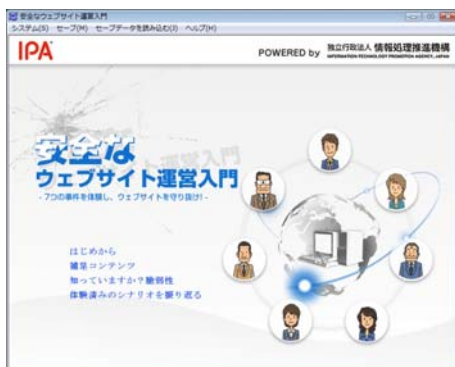 安全なウェブサイト運営入門
システム(S) セーブ(M) セーブデータを読み込む(J) ヘルプ(H)
IPA
POWERED by 独立行政法人 情報処理推進機構
INFORMATION-TECHNOLOGY PROMOTION AGENCY, JAPAN
安全な
ウェブサイト運営入門
- 7つの事件を体験し、ウェブサイトを守り抜け! -
はじめから
補足コンテンツ
知っていますか？脆弱性
体験済みのシナリオを振り返る